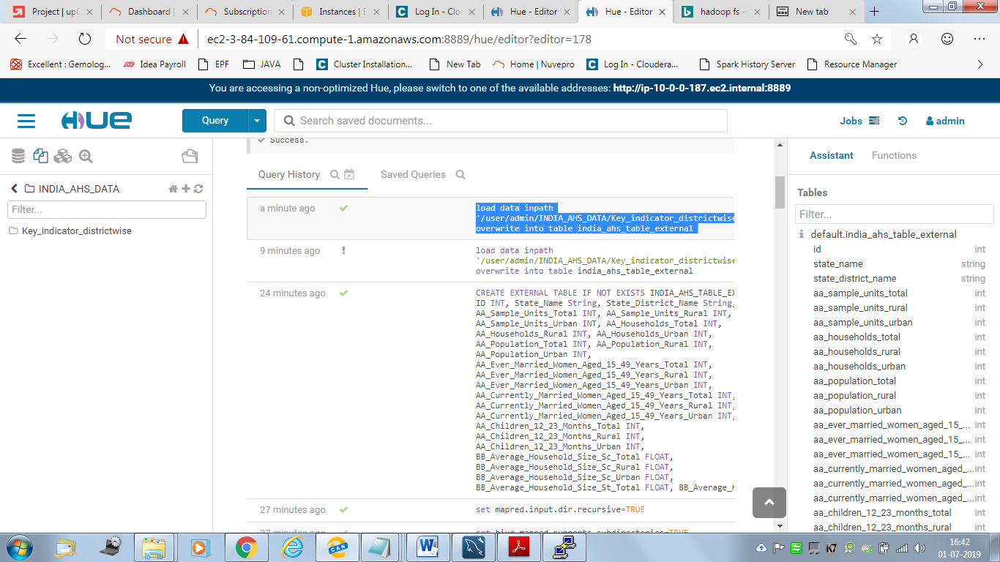 Project | up
Dashboard |
Subscription
Instances | E
Log In - Clo
Hue - Editor
Hue - Editor
hadoop fs -
New tab
Not secure
ec2-3-84-109-61.compute-1.amazonaws.com:8889/hue/editor?editor=178
Excellent : Gemolog...
Idea Payroll
EPF
JAVA
Cluster Installation...
New Tab
Home | Nuvepro
Log In - Cloudera...
Spark History Server
Resource Manager
You are accessing a non-optimized Hue, please switch to one of the available addresses: http://ip-10-0-0-187.ec2.internal:8889
HUE
Query
Search saved documents...
Jobs
admin
INDIA_AHS_DATA
Filter...
Key_indicator_districtwise
Success.
Query History
Saved Queries
a minute ago
load data inpath
'/user/admin/INDIA_AHS_DATA/Key_indicator_districtwise
overwrite into table india_ahs_table_external
9 minutes ago
load data inpath
'/user/admin/INDIA_AHS_DATA/Key_indicator_districtwise
overwrite into table india_ahs_table_external
24 minutes ago
CREATE EXTERNAL TABLE IF NOT EXISTS INDIA_AHS_TABLE_EX
ID INT, State_Name String, State_District_Name String,
AA_Sample_Units_Total INT, AA_Sample_Units_Rural INT,
AA_Sample_Units_Urban INT, AA_Households_Total INT,
AA_Households_Rural INT, AA_Households_Urban INT,
AA_Population_Total INT, AA_Population_Rural INT,
AA_Population_Urban INT,
AA_Ever_Married_Women_Aged_15_49_Years_Total INT,
AA_Ever_Married_Women_Aged_15_49_Years_Rural INT,
AA_Ever_Married_Women_Aged_15_49_Years_Urban INT,
AA_Currently_Married_Women_Aged_15_49_Years_Total INT,
AA_Currently_Married_Women_Aged_15_49_Years_Rural INT,
AA_Currently_Married_Women_Aged_15_49_Years_Urban INT,
AA_Children_12_23_Months_Total INT,
AA_Children_12_23_Months_Rural INT,
AA_Children_12_23_Months_Urban INT,
BB_Average_Household_Size_Sc_Total FLOAT,
BB_Average_Household_Size_Sc_Rural FLOAT,
BB_Average_Household_Size_Sc_Urban FLOAT,
BB_Average_Household_Size_St_Total FLOAT, BB_Average_H
27 minutes ago
set mapred.input.dir.recursive=TRUE
27 minutes ago
set hive.mapred.supports.subdirectories=TRUE
Assistant
Functions
Tables
Filter...
default.india_ahs_table_external
id int
state_name string
state_district_name string
aa_sample_units_total int
aa_sample_units_rural int
aa_sample_units_urban int
aa_households_total int
aa_households_rural int
aa_households_urban int
aa_population_total int
aa_population_rural int
aa_population_urban int
aa_ever_married_women_aged_15_... int
aa_ever_married_women_aged_15_... int
aa_ever_married_women_aged_15_... int
aa_currently_married_women_aged_... int
aa_currently_married_women_aged_... int
aa_currently_married_women_aged_... int
aa_children_12_23_months_total int
aa_children_12_23_months_rural int
CAN
16:42
01-07-2019